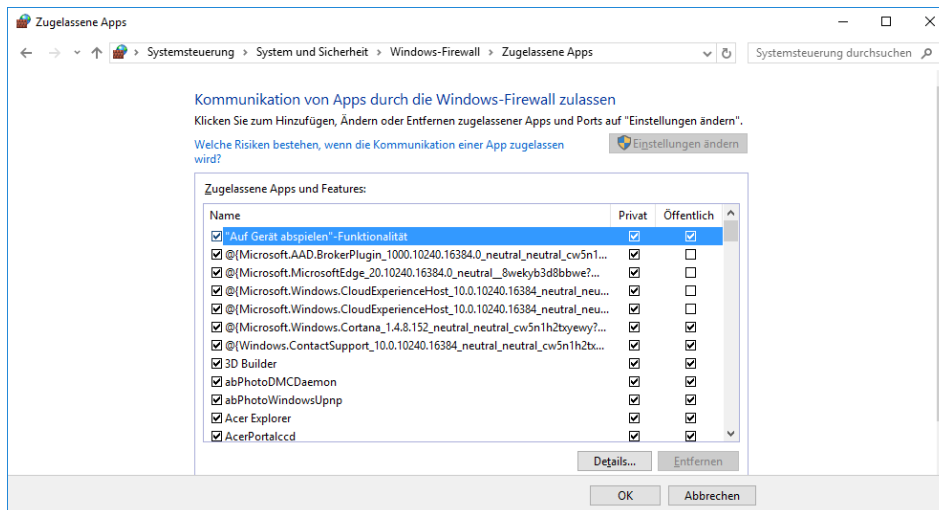 Zugelassene Apps
Systemsteuerung > System und Sicherheit > Windows-Firewall > Zugelassene Apps
Systemsteuerung durchsuchen
Kommunikation von Apps durch die Windows-Firewall zulassen
Klicken Sie zum Hinzufügen, Ändern oder Entfernen zugelassener Apps und Ports auf "Einstellungen ändern".
Welche Risiken bestehen, wenn die Kommunikation einer App zugelassen
wird?
Einstellungen ändern
Zugelassene Apps und Features:
Name Privat Öffentlich
"Auf Gerät abspielen"-Funktionalität
@{Microsoft.AAD.BrokerPlugin_1000.10240.16384.0_neutral_neutral_cw5n1...
@{Microsoft.MicrosoftEdge_20.10240.16384.0_neutral__8wekyb3d8bbwe?...
@{Microsoft.Windows.CloudExperienceHost_10.0.10240.16384_neutral_neu...
@{Microsoft.Windows.CloudExperienceHost_10.0.10240.16384_neutral_neu...
@{Microsoft.Windows.Cortana_1.4.8.152_neutral_neutral_cw5n1h2txyewy?...
@{Windows.ContactSupport_10.0.10240.16384_neutral_neutral_cw5n1h2tx...
3D Builder
abPhotoDMCDaemon
abPhotoWindowsUpnp
Acer Explorer
AcerPortalccd
Details... Entfernen
OK Abbrechen